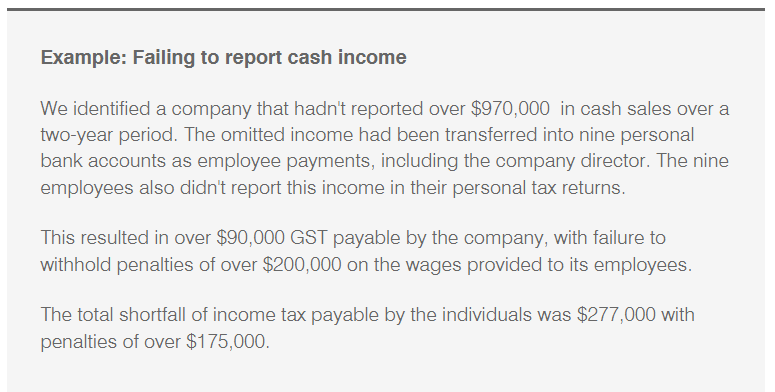 Example: Failing to report cash income
We identified a company that hadn't reported over $970,000  in cash sales over a
two-year period. The omitted income had been transferred into nine personal
bank accounts as employee payments, including the company director. The nine
employees also didn't report this income in their personal tax returns.
This resulted in over $90,000 GST payable by the company, with failure to
withhold penalties of over $200,000 on the wages provided to its employees.
The total shortfall of income tax payable by the individuals was $277,000 with
penalties of over $175,000.